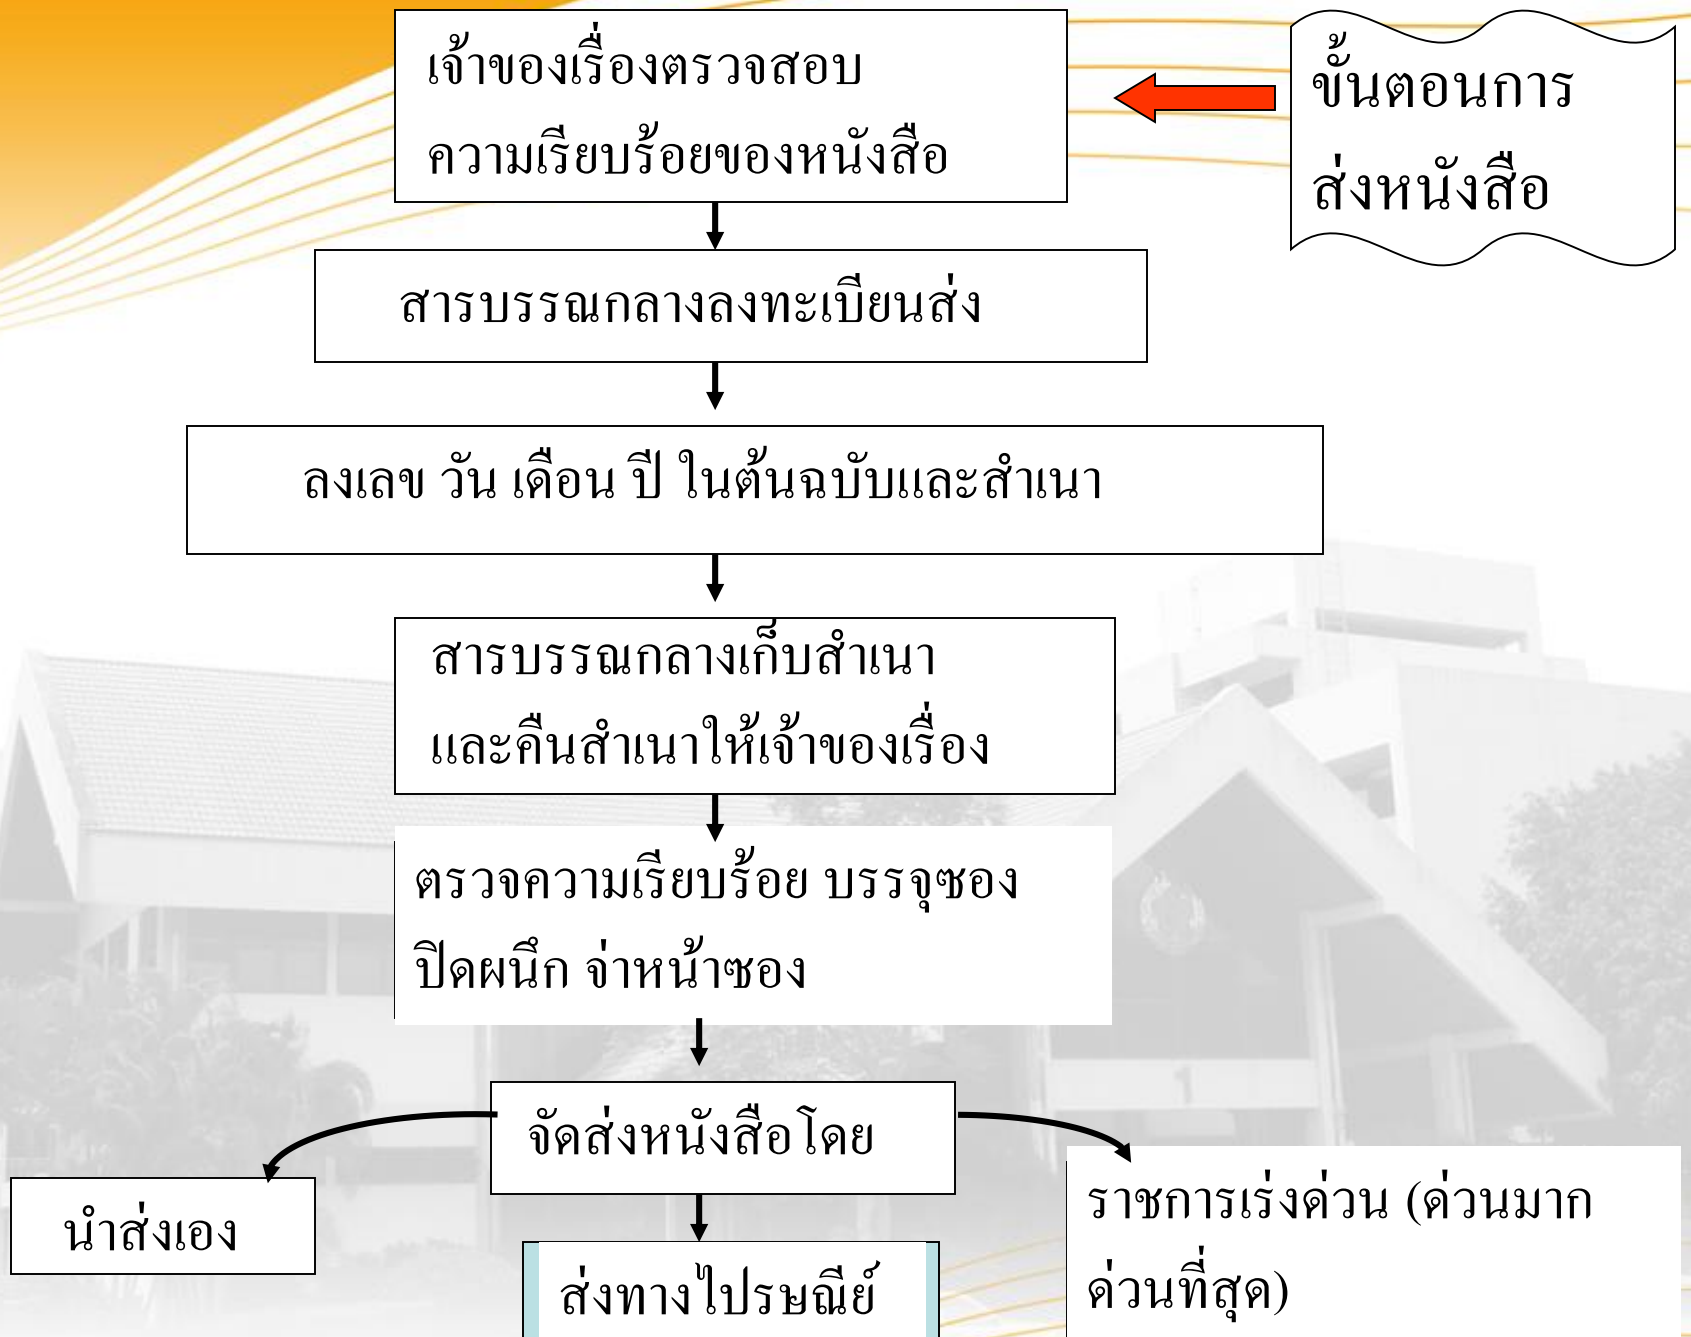 เจ้าของเรื่องตรวจสอบ
ความเรียบร้อยของหนังสือ
ขั้นตอนการ
ส่งหนังสือ
สารบรรณกลางลงทะเบียนส่ง
ลงเลข วัน เดือน ปี ในต้นฉบับและสำเนา
สารบรรณกลางเก็บสำเนา
และคืนสำเนาให้เจ้าของเรื่อง
ตรวจความเรียบร้อย บรรจุซอง
ปิดผนึก จ่าหน้าซอง
จัดส่งหนังสือโดย
นำส่งเอง
ส่งทางไปรษณีย์
ราชการเร่งด่วน (ด่วนมาก
ด่วนที่สุด)